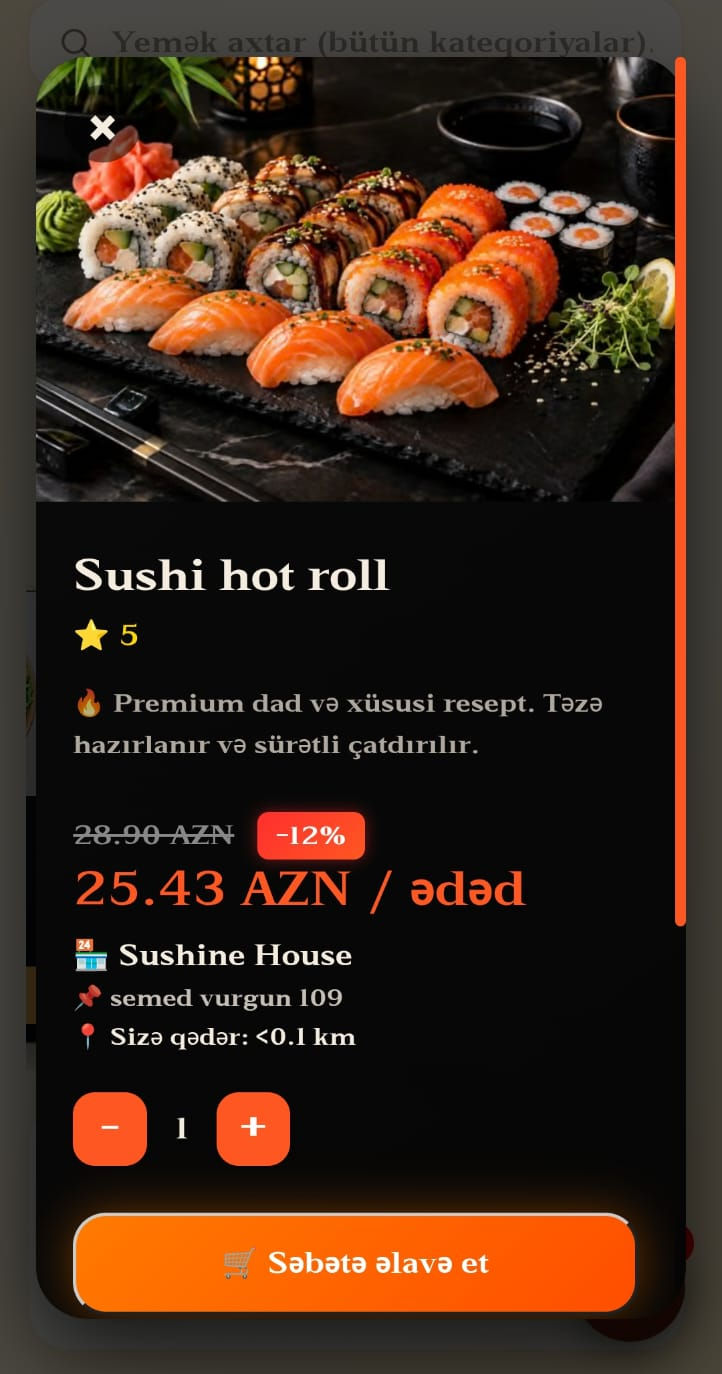 Yemək axtar (bütün kateqoriyalar).
×
Sushi hot roll
⭐ 5
🔥 Premium dad və xüsusi resept. Təzə
hazırlanır və sürətli çatdırılır.
28.90 AZN -12%
25.43 AZN / ədəd
🏪 Sushine House
📌 semed vurgun 109
📍 Sizə qədər: <0.1 km
- 1 +
🛒 Səbətə əlavə et